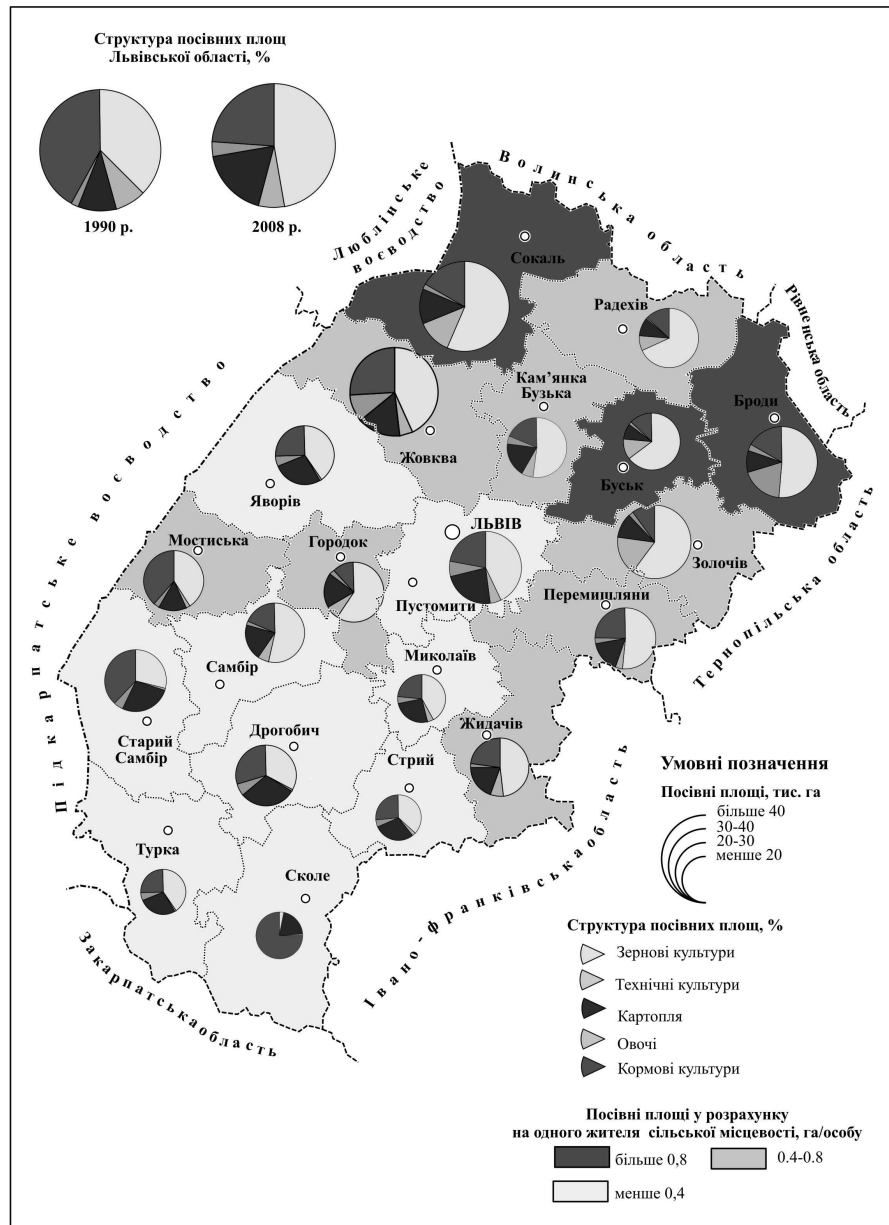 Структура посівних площ
Львівської області, %
1990 р.
2008 р.
Люблінське
воєводство
Волинська область
Рівненська область
Підкарпатське воєводство
Сокаль
Радехів
Кам’янка
Бузька
Броди
Жовква
Буськ
Яворів
ЛЬВІВ
Мостиська
Городок
Золочів
Пустомити
Перемишляни
Тернопільська область
Самбір
Миколаїв
Старий
Самбір
Дрогобич
Жидачів
Стрий
Турка
Сколе
Закарпатська область
Івано-франківська область
Умовні позначення
Посівні площі, тис. га
більше 40
30-40
20-30
менше 20
Структура посівних площ, %
Зернові культури
Технічні культури
Картопля
Овочі
Кормові культури
Посівні площі у розрахунку
на одного жителя сільської місцевості, га/особу
більше 0,8
0.4-0.8
менше 0,4